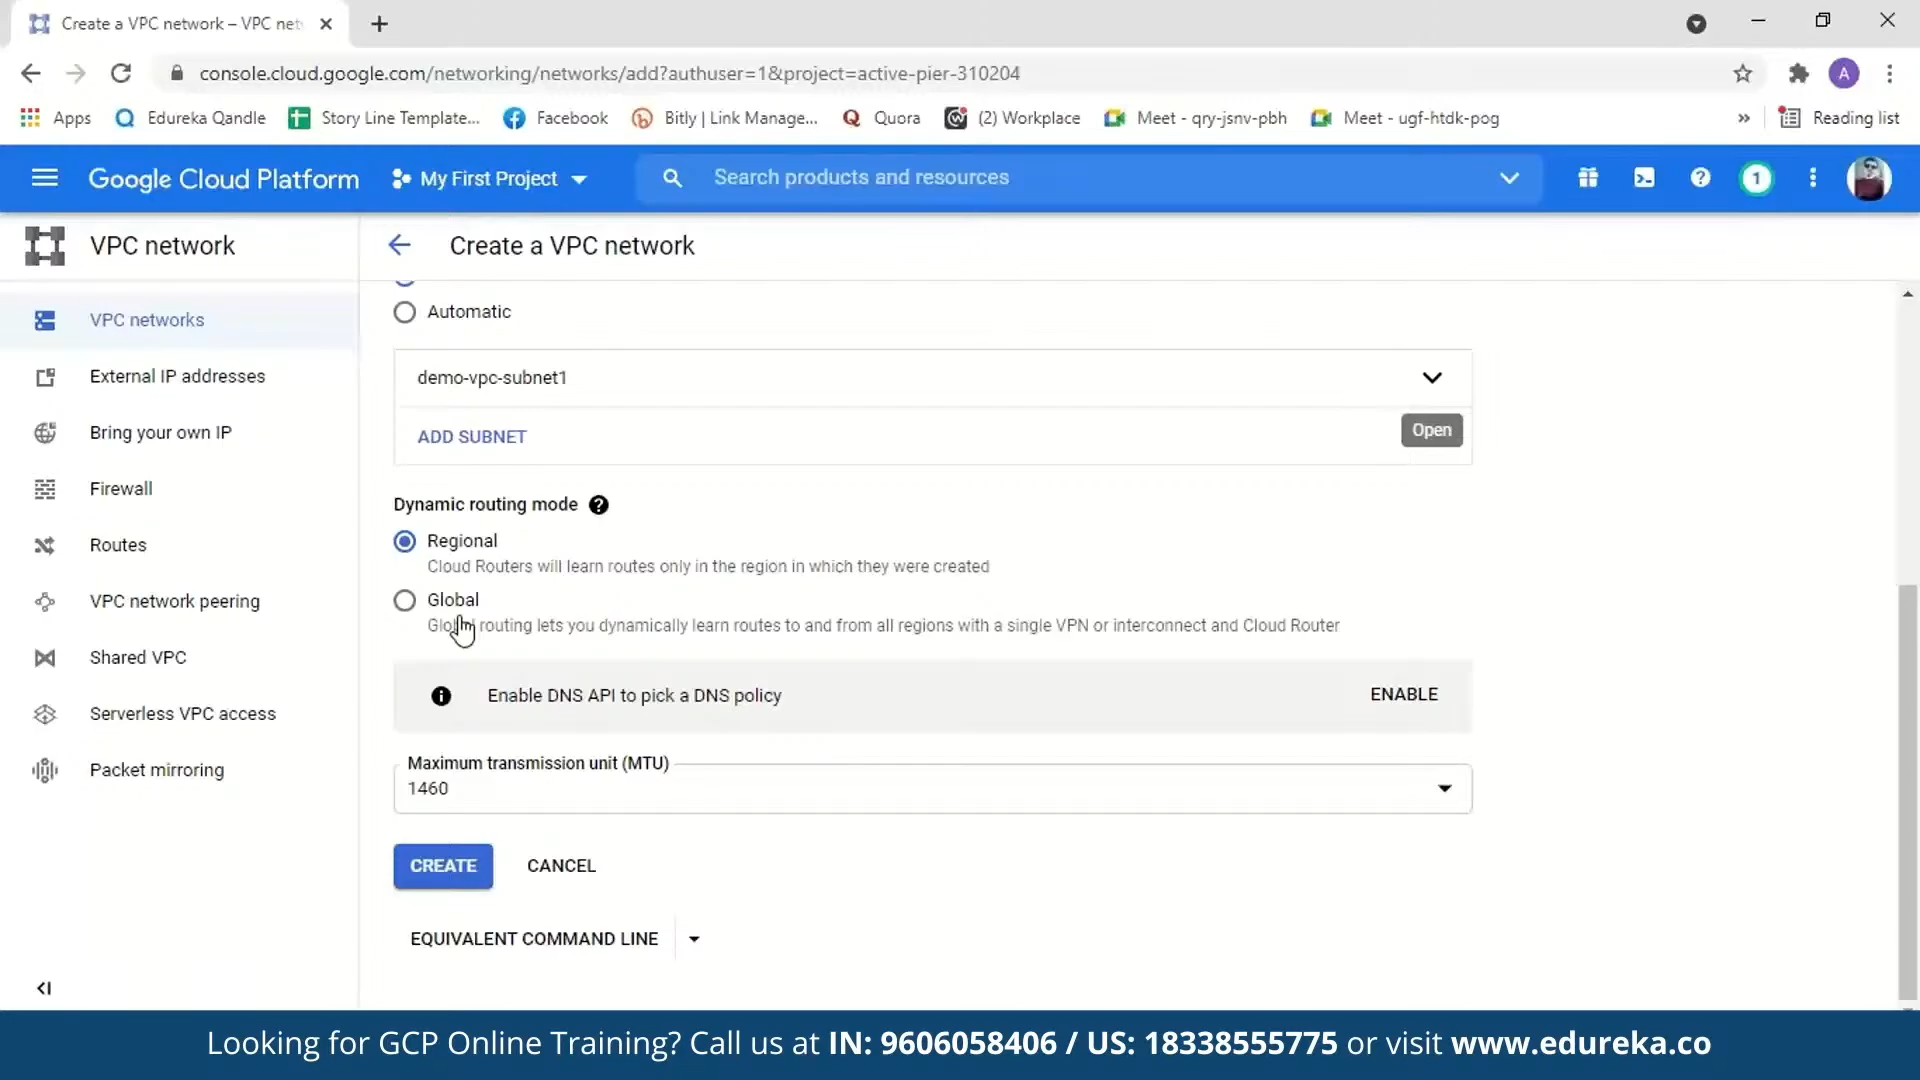 Create a VPC network – VPC net
console.cloud.google.com/networking/networks/add?authuser=1&project=active-pier-310204
A
Apps
Edureka Qandle
Story Line Template...
Facebook
Bitly | Link Manage...
Quora
(2) Workplace
Meet - qry-jsnv-pbh
Meet - ugf-htdk-pog
»
Reading list
Google Cloud Platform
My First Project
Search products and resources
1
VPC network
Create a VPC network
VPC networks
External IP addresses
Bring your own IP
Firewall
Routes
VPC network peering
Shared VPC
Serverless VPC access
Packet mirroring
Automatic
demo-vpc-subnet1
ADD SUBNET
Open
Dynamic routing mode
Regional
Cloud Routers will learn routes only in the region in which they were created
Global
routing lets you dynamically learn routes to and from all regions with a single VPN or interconnect and Cloud Router
Enable DNS API to pick a DNS policy
ENABLE
Maximum transmission unit (MTU)
1460
CREATE
CANCEL
EQUIVALENT COMMAND LINE
Looking for GCP Online Training? Call us at IN: 9606058406 / US: 18338555775 or visit www.edureka.co